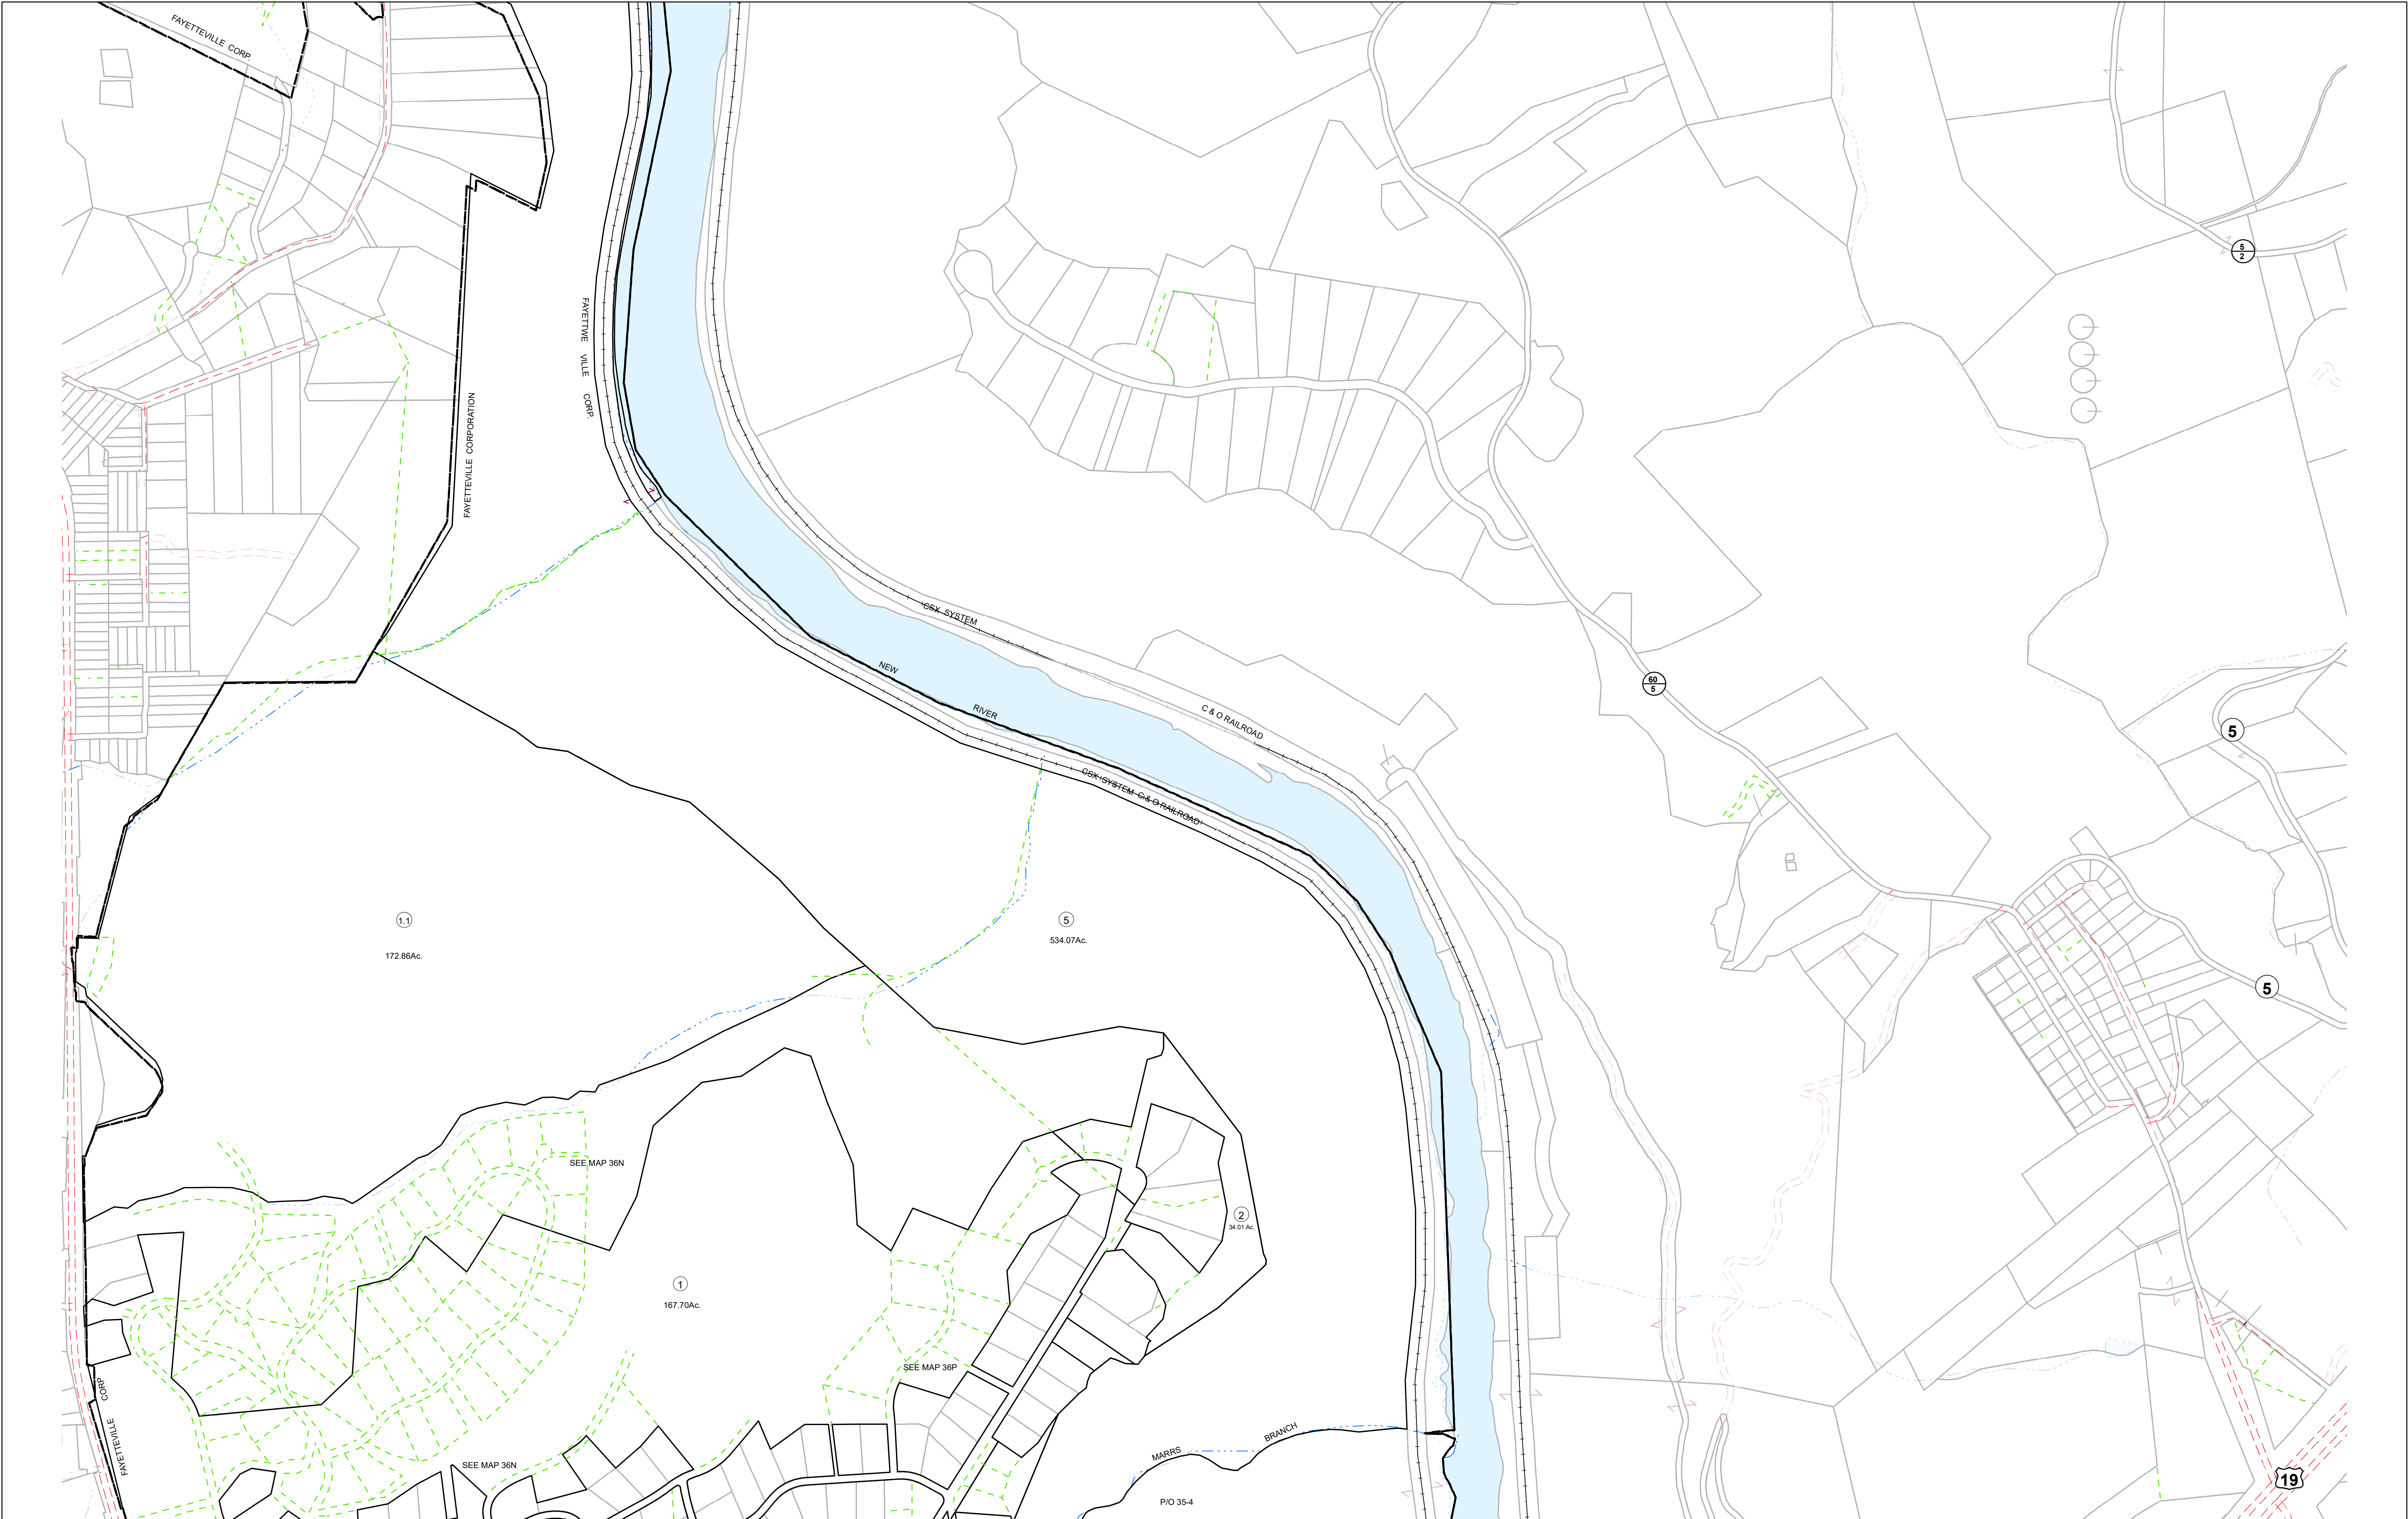 FAYETTEVILLE CORP.
5
2
FAYETTWE VILLE CORP.
FAYETTEVILLE CORPORATION
CSX SYSTEM
NEW
RIVER
C & O RAILROAD
60
5
5
CSX SYSTEM C & O RAILROAD
1.1
172.86Ac.
5
534.07Ac.
5
SEE MAP 36N
2
34.01 Ac.
1
167.70Ac.
SEE MAP 36P
FAYETTEVILLE CORP.
SEE MAP 36N
MARRS BRANCH
P/O 35-4
19